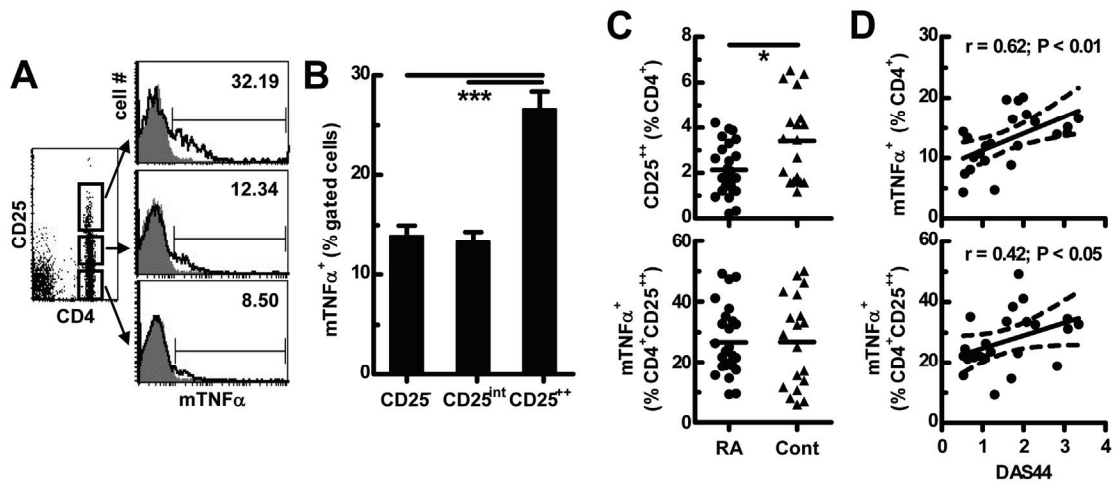 A
cell #
32.19
12.34
8.50
CD25
CD4
mTNFα
B
mTNFα⁺ (% gated cells)
30
20
10
0
***
CD25⁻ CD25ⁱⁿᵗ CD25⁺⁺
C
CD25⁺⁺ (% CD4⁺)
8
6
4
2
0
*
mTNFα⁺
(% CD4⁺CD25⁺⁺)
60
40
20
0
RA Cont
D
r = 0.62; P < 0.01
mTNFα⁺ (% CD4⁺)
30
20
10
0
r = 0.42; P < 0.05
mTNFα⁺
(% CD4⁺CD25⁺⁺)
60
40
20
0
0 1 2 3 4
DAS44